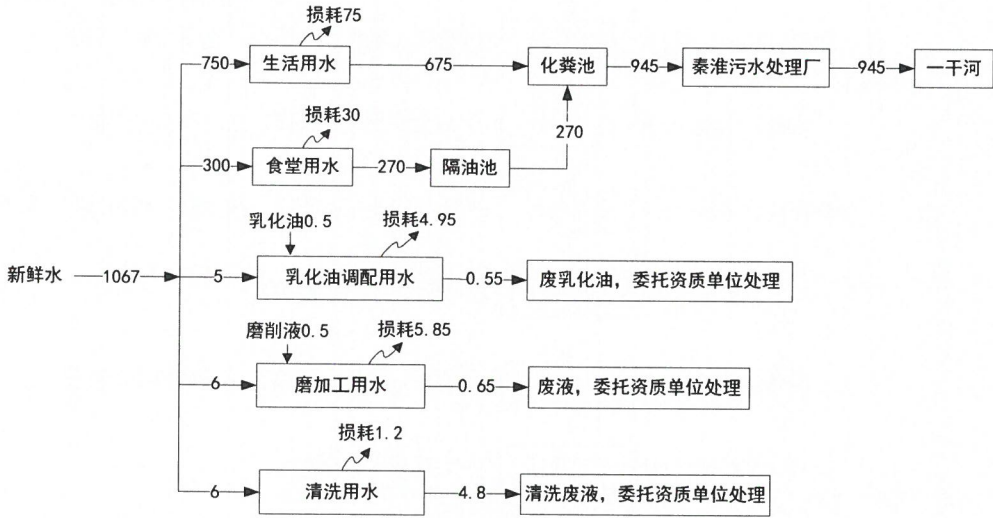 损耗75
750 生活用水 675 化粪池 945 秦淮污水处理厂 945 一干河
损耗30
270
300 食堂用水 270 隔油池
乳化油0.5 损耗4.95
新鲜水 1067 5 乳化油调配用水 0.55 废乳化油，委托资质单位处理
磨削液0.5 损耗5.85
6 磨加工用水 0.65 废液，委托资质单位处理
损耗1.2
6 清洗用水 4.8 清洗废液，委托资质单位处理